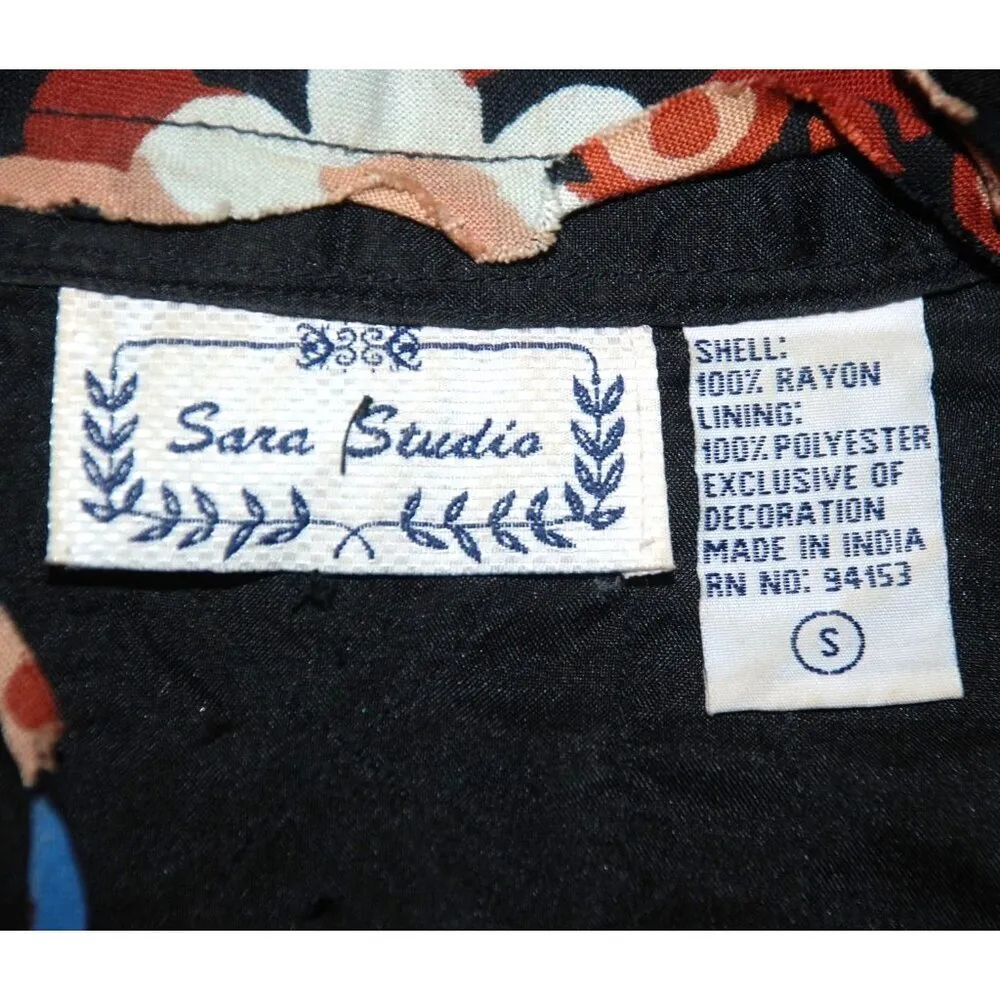 Sara Studio
SHELL:
100% RAYON
LINING:
100% POLYESTER
EXCLUSIVE OF
DECORATION
MADE IN INDIA
RN NO: 94153
S